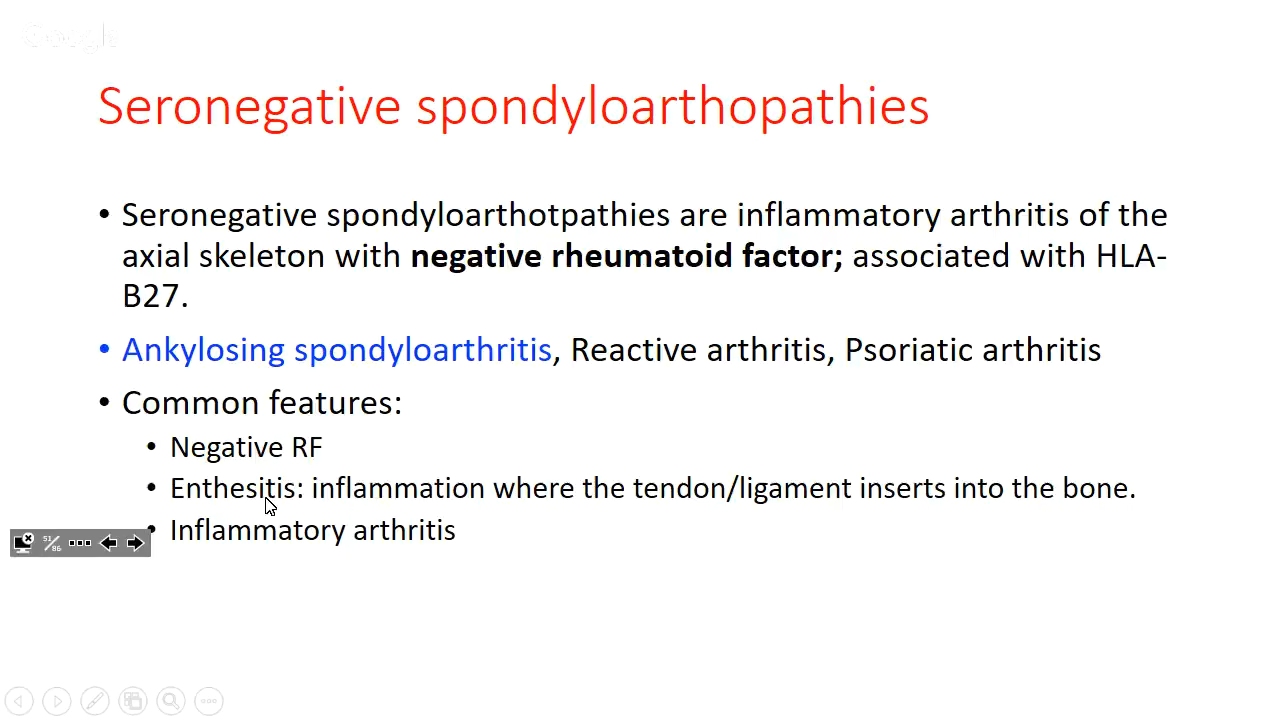 Seronegative spondyloarthopathies
• Seronegative spondyloarthotpathies are inflammatory arthritis of the
axial skeleton with negative rheumatoid factor; associated with HLA-
B27.
• Ankylosing spondyloarthritis, Reactive arthritis, Psoriatic arthritis
• Common features:
• Negative RF
• Enthesitis: inflammation where the tendon/ligament inserts into the bone.
• Inflammatory arthritis
51/86